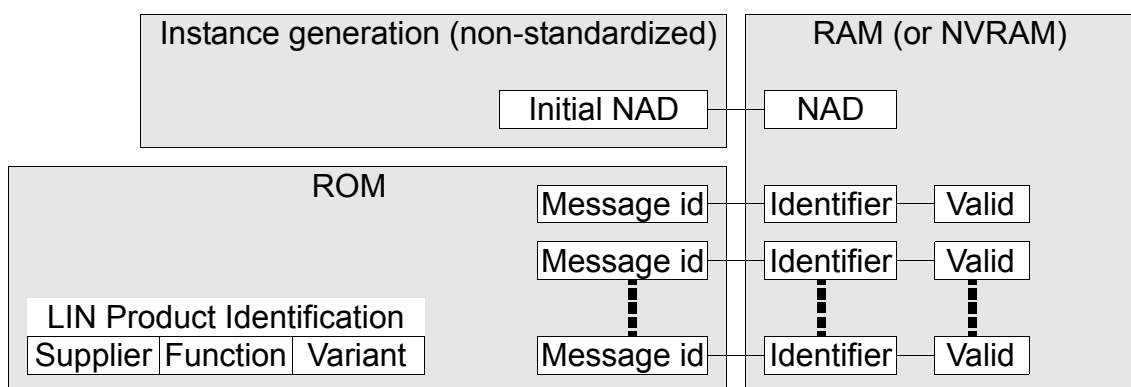 Instance generation (non-standardized)
RAM (or NVRAM)
Initial NAD
NAD
ROM
Message id
Identifier
Valid
Message id
Identifier
Valid
LIN Product Identification
Supplier
Function
Variant
Message id
Identifier
Valid